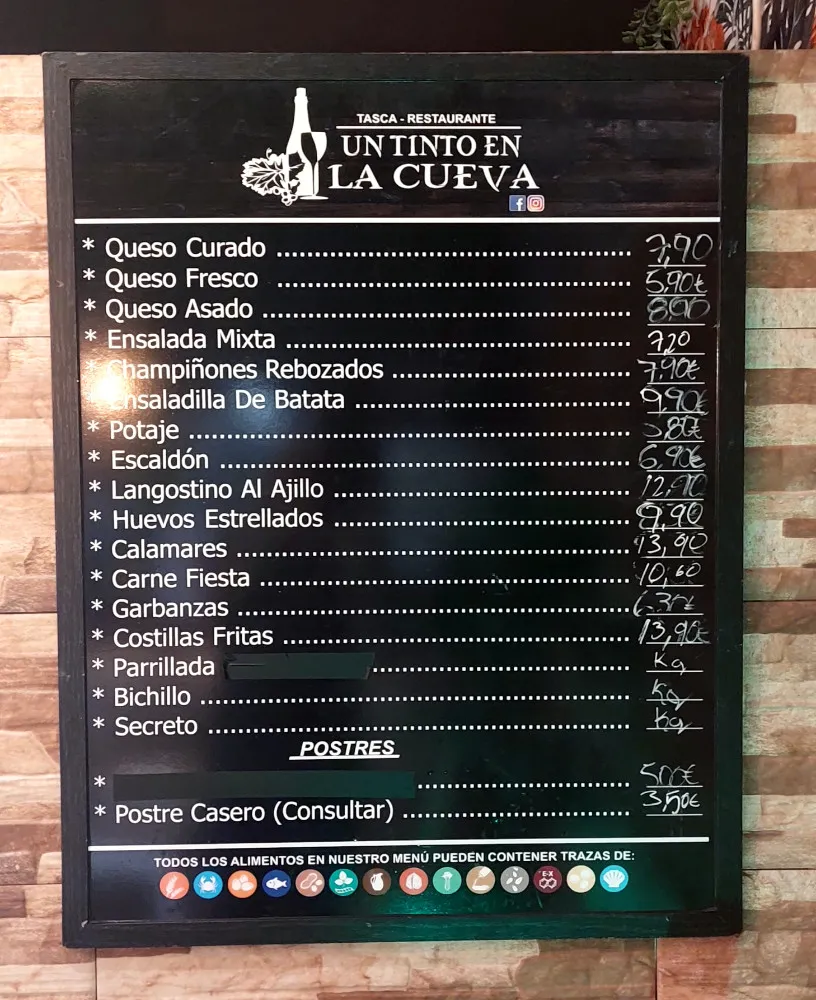 TASCA - RESTAURANTE
UN TINTO EN
LA CUEVA
* Queso Curado ........ 7,90
* Queso Fresco ........ 5,90€
* Queso Asado ........ 8,90
* Ensalada Mixta ........ 7,20
* Champiñones Rebozados ........ 7,90€
* Ensaladilla De Batata ........ 9,90€
* Potaje ........ 5,80€
* Escaldón ........ 6,90€
* Langostino Al Ajillo ........ 12,90
* Huevos Estrellados ........ 9,90
* Calamares ........ 13,90
* Carne Fiesta ........ 10,60
* Garbanzas ........ 6,30€
* Costillas Fritas ........ 13,90€
* Parrillada ........ Kg
* Bichillo ........ Kg
* Secreto ........ Kg
POSTRES
* ........ 5,00€
* Postre Casero (Consultar) ........ 3,50€
TODOS LOS ALIMENTOS EN NUESTRO MENÚ PUEDEN CONTENER TRAZAS DE:
E-X